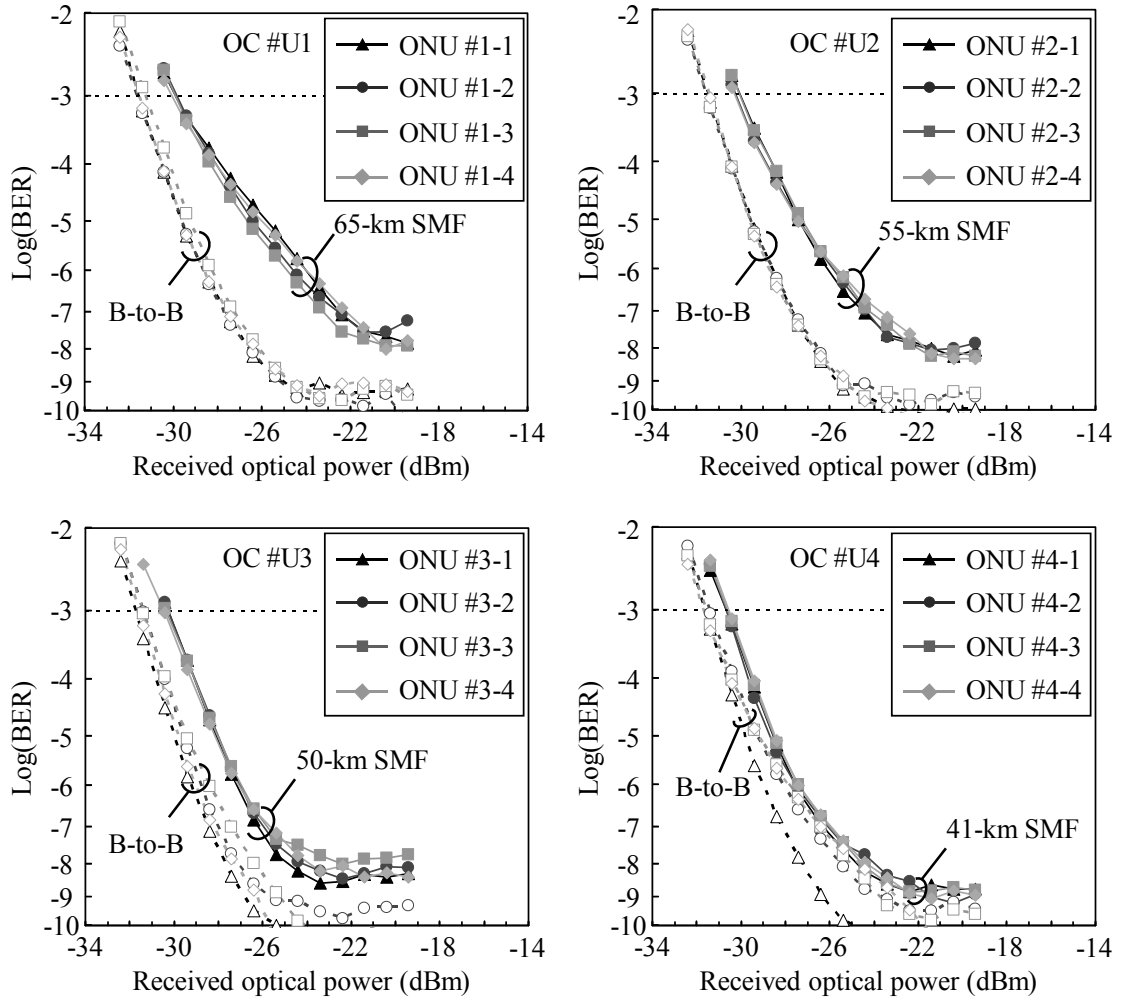 OC #U1
ONU #1-1
ONU #1-2
ONU #1-3
ONU #1-4
65-km SMF
B-to-B
Log(BER)
-2
-3
-4
-5
-6
-7
-8
-9
-10
-34
-30
-26
-22
-18
-14
Received optical power (dBm)
OC #U2
ONU #2-1
ONU #2-2
ONU #2-3
ONU #2-4
55-km SMF
B-to-B
Log(BER)
-2
-3
-4
-5
-6
-7
-8
-9
-10
-34
-30
-26
-22
-18
-14
Received optical power (dBm)
OC #U3
ONU #3-1
ONU #3-2
ONU #3-3
ONU #3-4
50-km SMF
B-to-B
Log(BER)
-2
-3
-4
-5
-6
-7
-8
-9
-10
-34
-30
-26
-22
-18
-14
Received optical power (dBm)
OC #U4
ONU #4-1
ONU #4-2
ONU #4-3
ONU #4-4
B-to-B
41-km SMF
Log(BER)
-2
-3
-4
-5
-6
-7
-8
-9
-10
-34
-30
-26
-22
-18
-14
Received optical power (dBm)